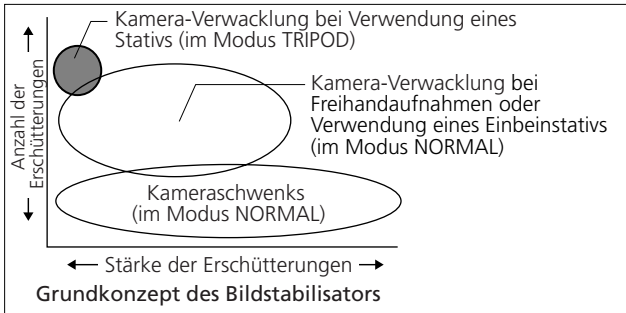 Kamera-Verwacklung bei Verwendung eines
Stativs (im Modus TRIPOD)
Kamera-Verwacklung bei
Freihandaufnahmen oder
Verwendung eines Einbeinstativs
(im Modus NORMAL)
Anzahl der
Erschütterungen
Kameraschwenks
(im Modus NORMAL)
Stärke der Erschütterungen
Grundkonzept des Bildstabilisators